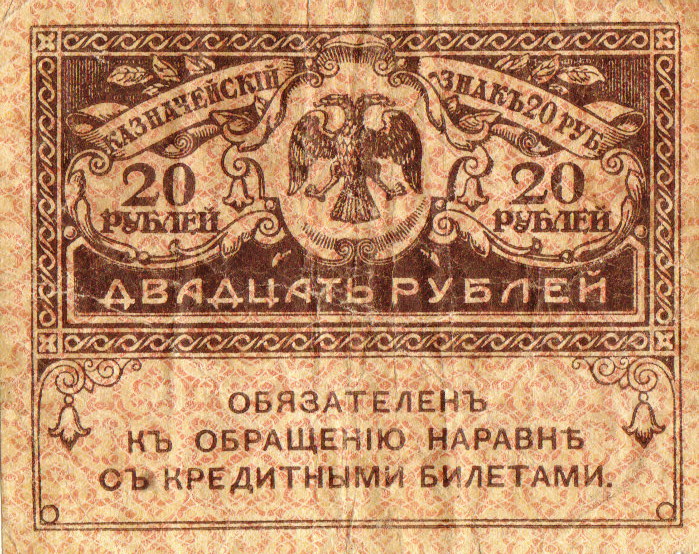 КАЗНАЧЕЙСКІЙ ЗНАКЪ 20 РУБ.
20 РУБЛЕЙ
20 РУБЛЕЙ
ДВАДЦАТЬ РУБЛЕЙ
ОБЯЗАТЕЛЕНЪ
КЪ ОБРАЩЕНІЮ НАРАВНѢ
СЪ КРЕДИТНЫМИ БИЛЕТАМИ.